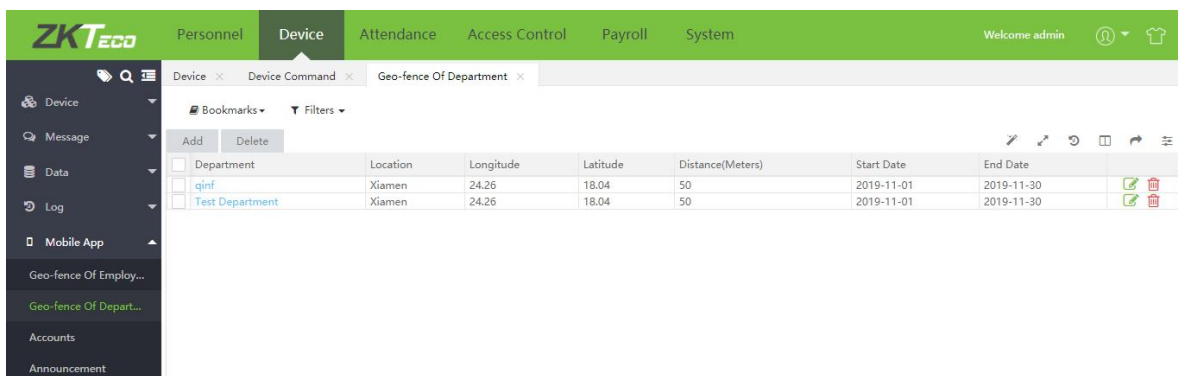 ZKTeco Personnel Device Attendance Access Control Payroll System Welcome admin
Device Device Command Geo-fence Of Department
Device
Bookmarks Filters
Message
Add Delete
Department Location Longitude Latitude Distance(Meters) Start Date End Date
Data
qinf Xiamen 24.26 18.04 50 2019-11-01 2019-11-30
Test Department Xiamen 24.26 18.04 50 2019-11-01 2019-11-30
Log
Mobile App
Geo-fence Of Employ...
Geo-fence Of Depart...
Accounts
Announcement